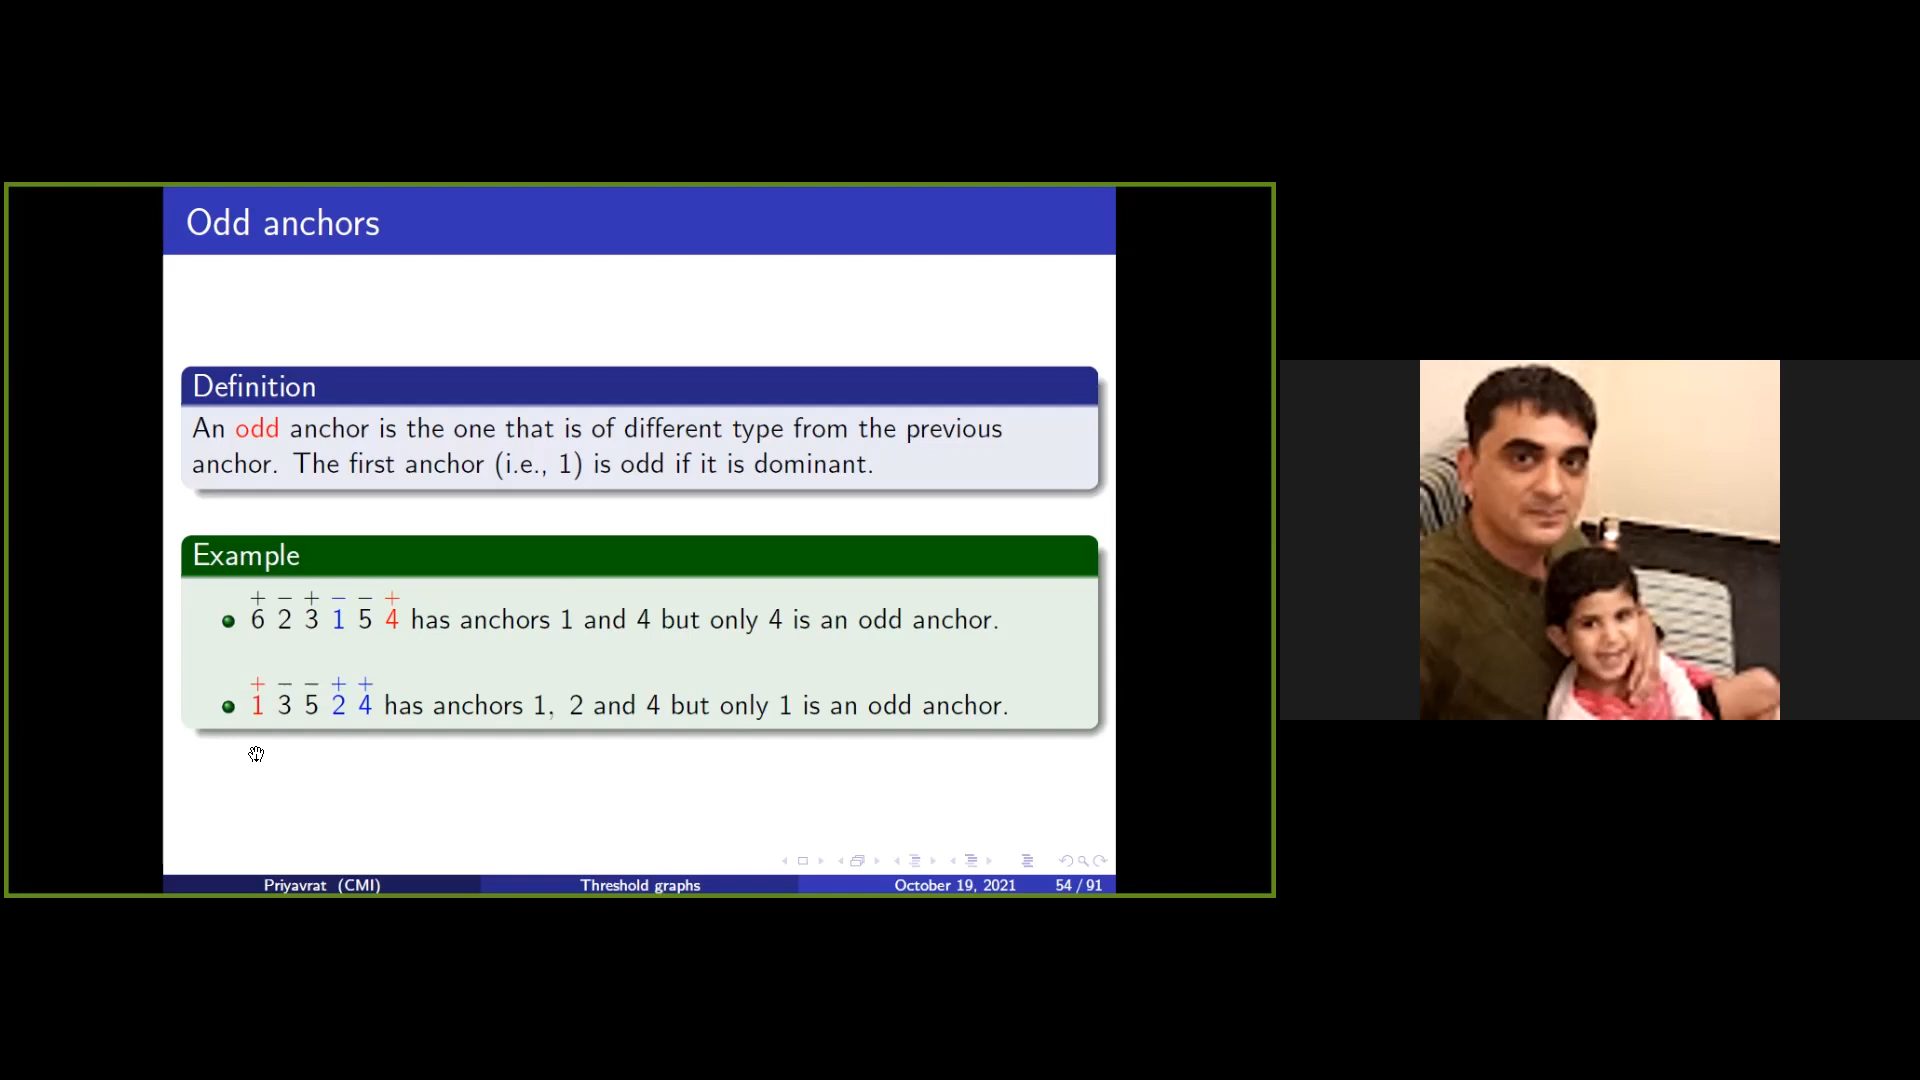 Odd anchors
Definition
An odd anchor is the one that is of different type from the previous
anchor. The first anchor (i.e., 1) is odd if it is dominant.
Example
+ − + − − +
6 2 3 1 5 4 has anchors 1 and 4 but only 4 is an odd anchor.
+ − − + +
1 3 5 2 4 has anchors 1, 2 and 4 but only 1 is an odd anchor.
Priyavrat (CMI) Threshold graphs October 19, 2021 54 / 91